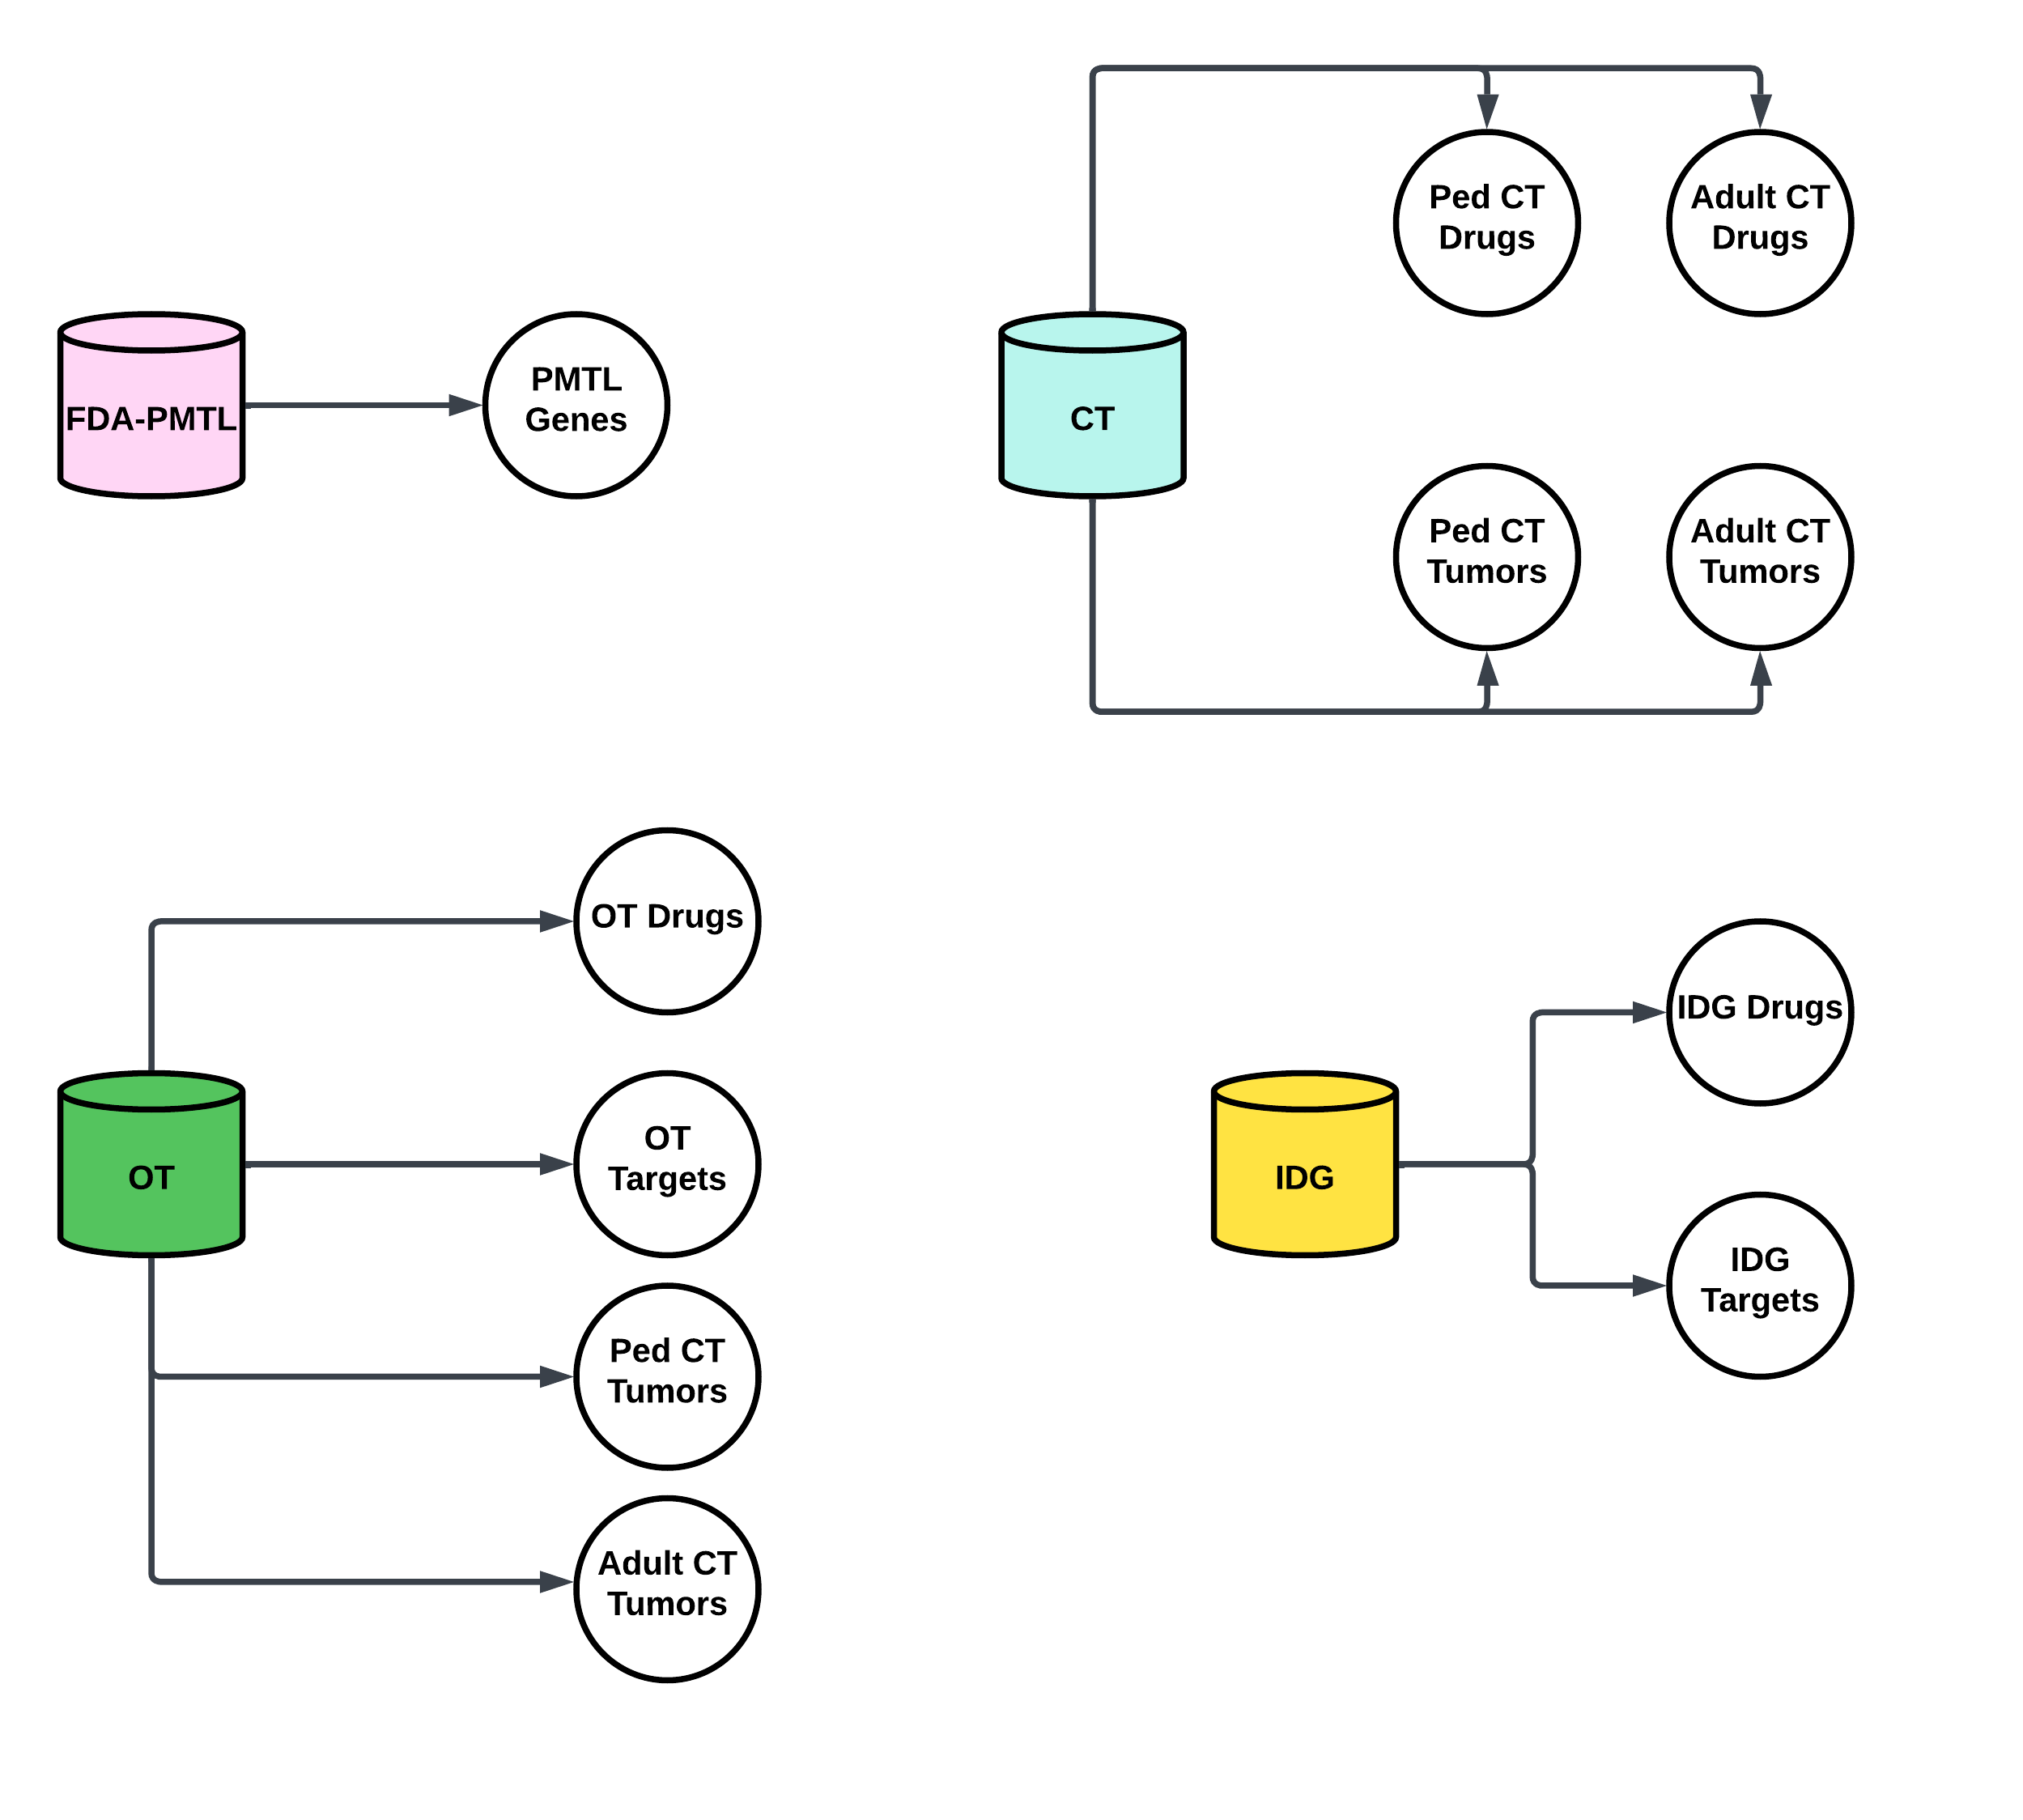 FDA-PMTL
PMTL
Genes
CT
Ped CT
Drugs
Adult CT
Drugs
Ped CT
Tumors
Adult CT
Tumors
OT
OT Drugs
OT
Targets
Ped CT
Tumors
Adult CT
Tumors
IDG
IDG Drugs
IDG
Targets